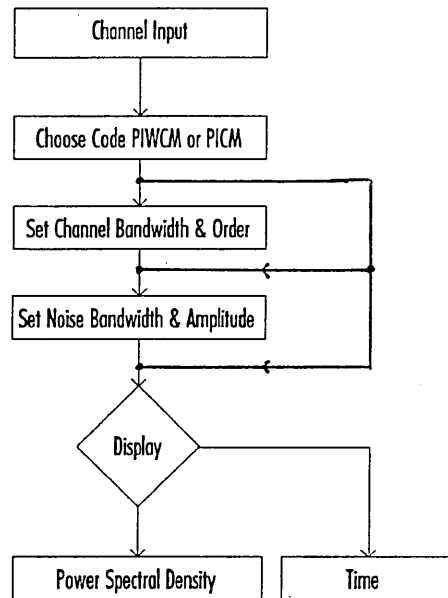 Channel Input
Choose Code PIWCM or PICM
Set Channel Bandwidth & Order
Set Noise Bandwidth & Amplitude
Display
Power Spectral Density
Time